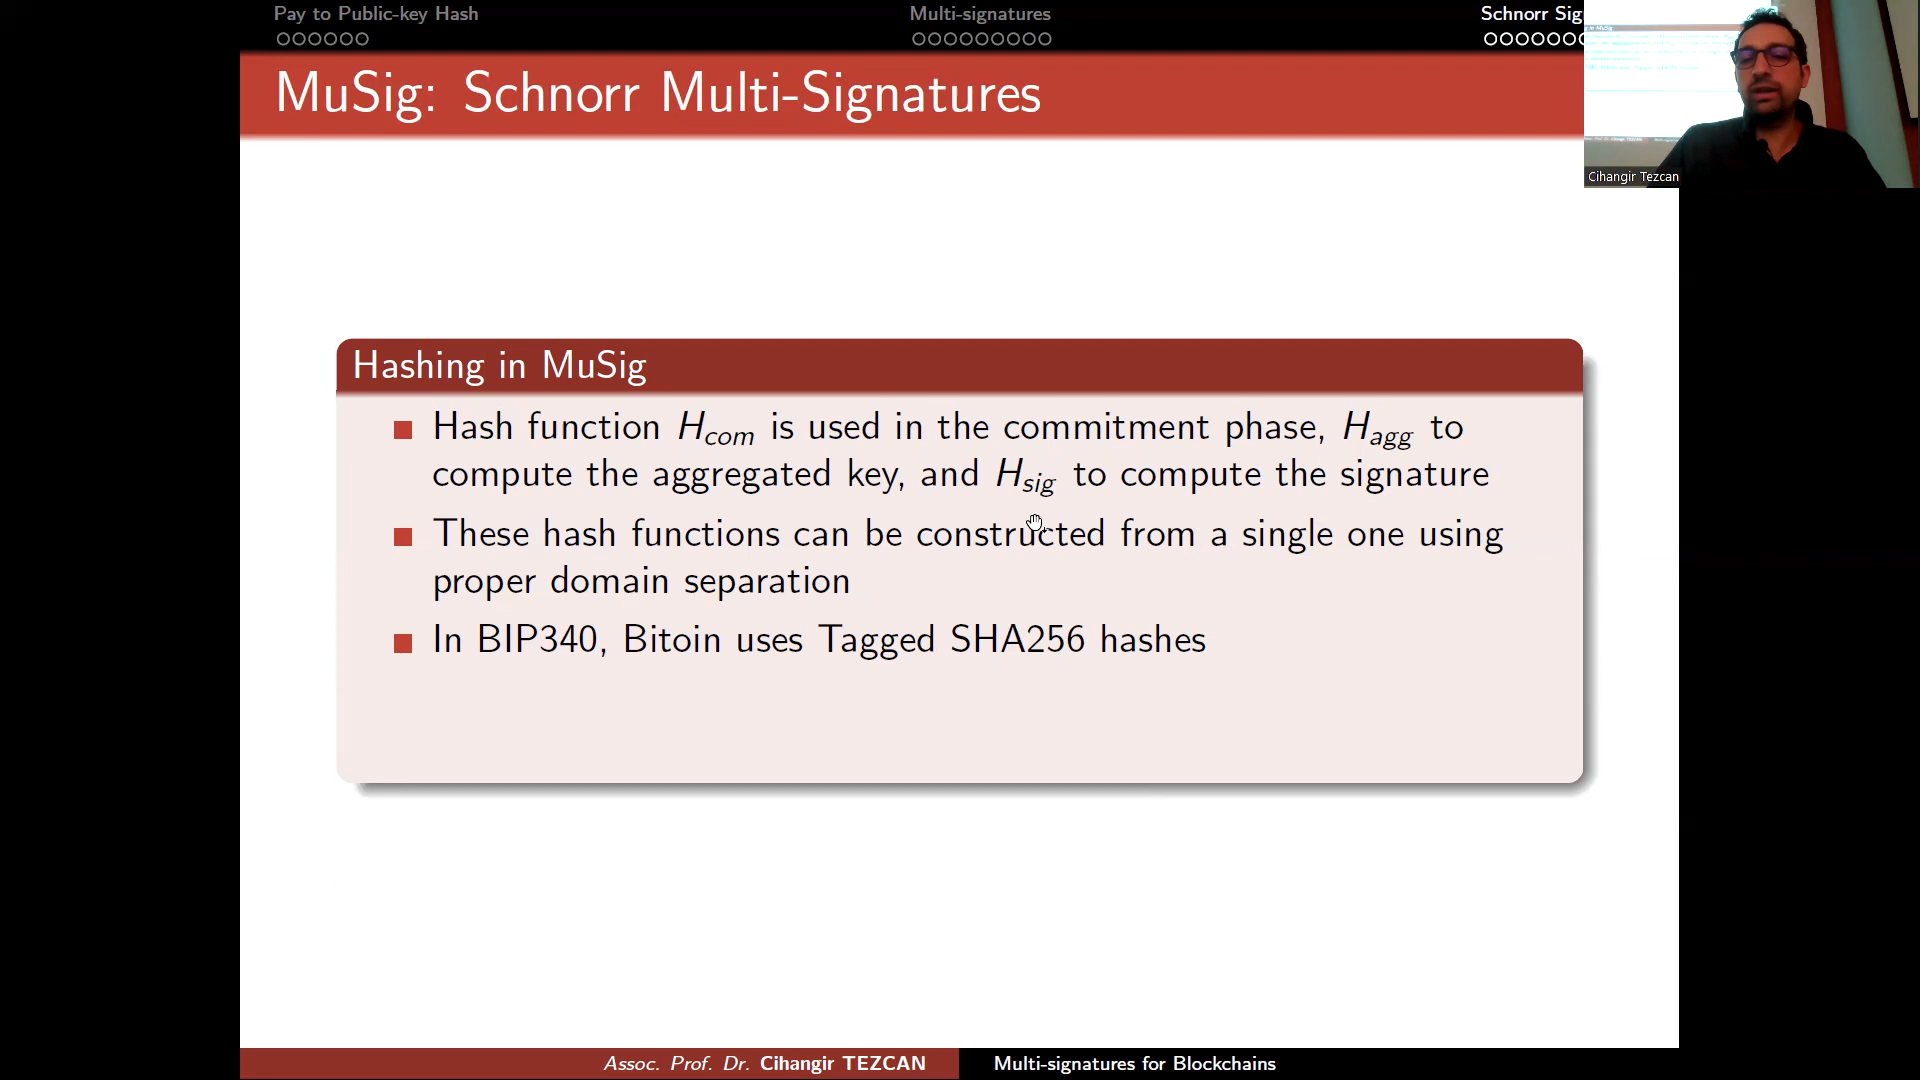 Pay to Public-key Hash
Multi-signatures
Schnorr Sig
MuSig: Schnorr Multi-Signatures
Cihangir Tezcan
Hashing in MuSig
Hash function H_com is used in the commitment phase, H_agg to
compute the aggregated key, and H_sig to compute the signature
These hash functions can be constructed from a single one using
proper domain separation
In BIP340, Bitoin uses Tagged SHA256 hashes
Assoc. Prof. Dr. Cihangir TEZCAN
Multi-signatures for Blockchains